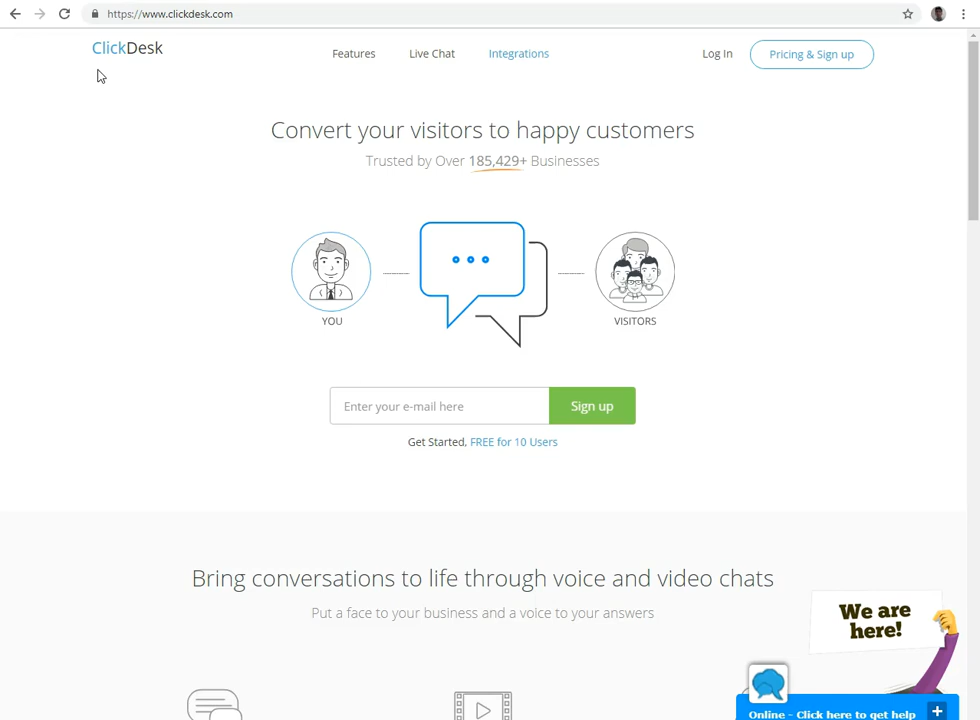 https://www.clickdesk.com
ClickDesk
Features
Live Chat
Integrations
Log In
Pricing & Sign up
Convert your visitors to happy customers
Trusted by Over 185,429+ Businesses
YOU
VISITORS
Enter your e-mail here
Sign up
Get Started, FREE for 10 Users
Bring conversations to life through voice and video chats
Put a face to your business and a voice to your answers
We are
here!
Online - Click here to get help